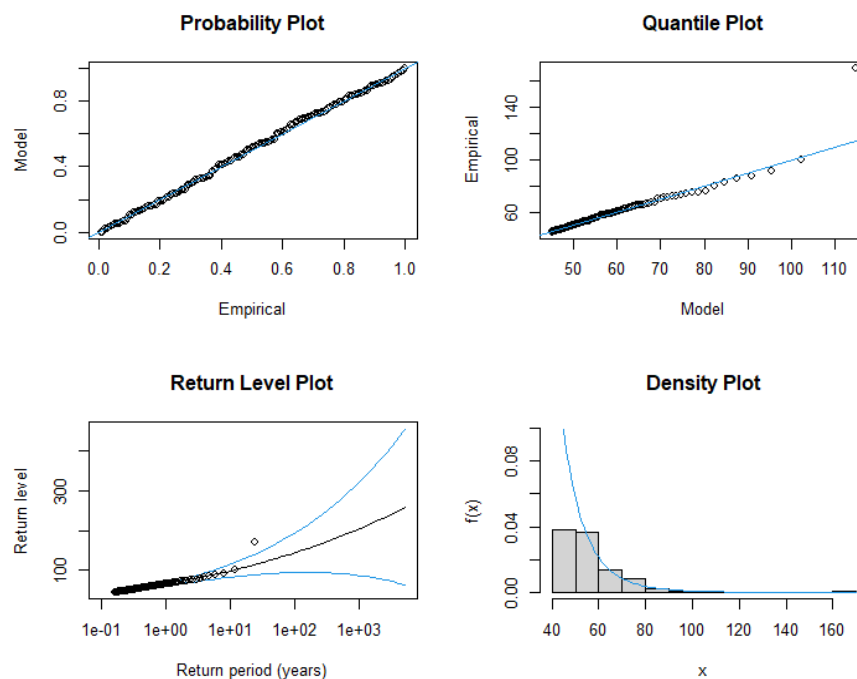 Probability Plot
Model
0.0 0.4 0.8
0.0 0.2 0.4 0.6 0.8 1.0
Empirical
Quantile Plot
Empirical
60 100 140
50 60 70 80 90 100 110
Model
Return Level Plot
Return level
100 300
1e-01 1e+00 1e+01 1e+02 1e+03
Return period (years)
Density Plot
f(x)
0.00 0.04 0.08
40 60 80 100 120 140 160
x